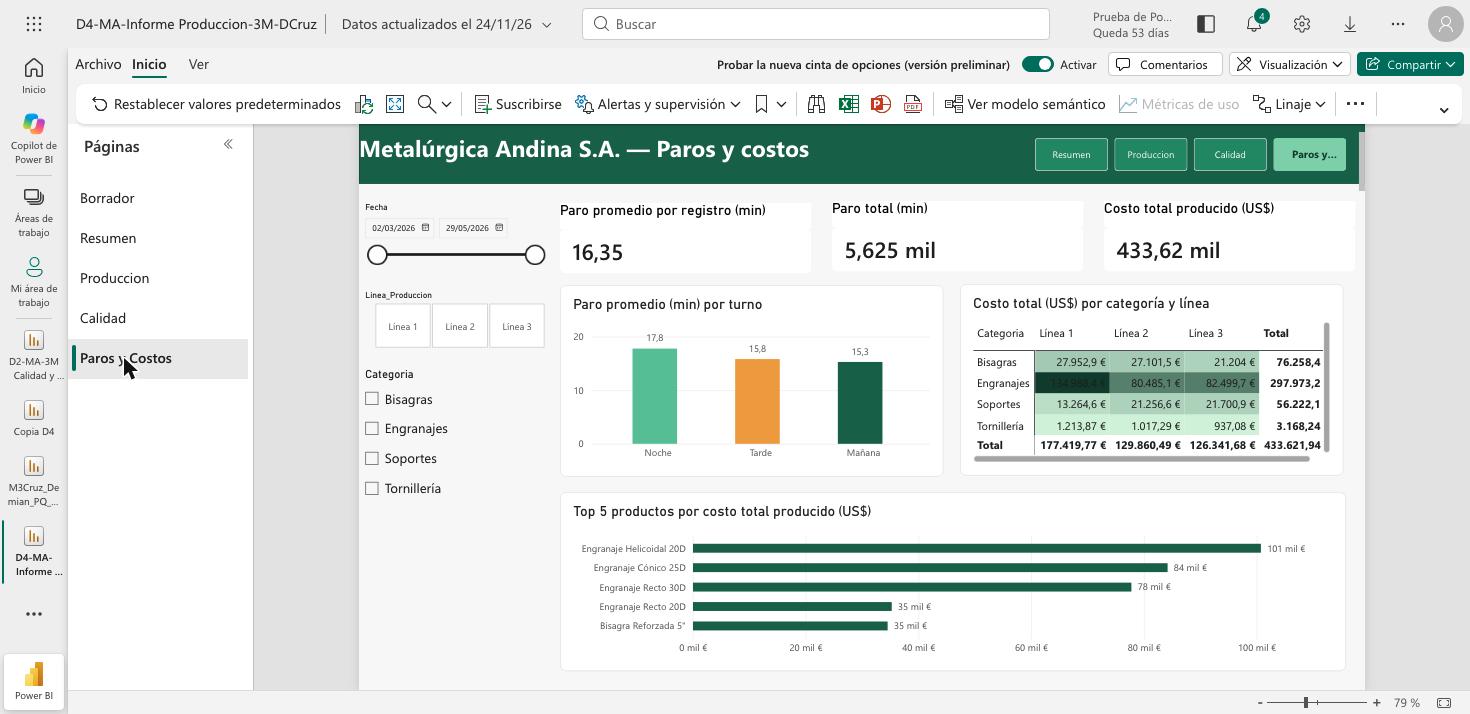 D4-MA-Informe Produccion-3M-DCruz
Datos actualizados el 24/11/26
Buscar
Prueba de Po...
Queda 53 días
4
Archivo
Inicio
Ver
Probar la nueva cinta de opciones (versión preliminar)
Activar
Comentarios
Visualización
Compartir
Restablecer valores predeterminados
Suscribirse
Alertas y supervisión
Ver modelo semántico
Métricas de uso
Linaje
Inicio
Copilot de
Power BI
Áreas de
trabajo
Mi área de
trabajo
D2-MA-3M
Calidad y ...
Copia D4
M3Cruz_De
mian_PQ_...
D4-MA-
Informe ...
Power BI
Páginas
Borrador
Resumen
Produccion
Calidad
Paros y Costos
Metalúrgica Andina S.A. — Paros y costos
Resumen
Produccion
Calidad
Paros y...
Fecha
02/03/2026
29/05/2026
Linea_Produccion
Línea 1
Línea 2
Línea 3
Categoria
Bisagras
Engranajes
Soportes
Tornillería
Paro promedio por registro (min)
16,35
Paro total (min)
5,625 mil
Costo total producido (US$)
433,62 mil
Paro promedio (min) por turno
20
10
0
17,8
15,8
15,3
Noche
Tarde
Mañana
Costo total (US$) por categoría y línea
Categoria Línea 1 Línea 2 Línea 3 Total
Bisagras 27.952,9 € 27.101,5 € 21.204 € 76.258,4
Engranajes 134.988,4 € 80.485,1 € 82.499,7 € 297.973,2
Soportes 13.264,6 € 21.256,6 € 21.700,9 € 56.222,1
Tornillería 1.213,87 € 1.017,29 € 937,08 € 3.168,24
Total 177.419,77 € 129.860,49 € 126.341,68 € 433.621,94
Top 5 productos por costo total producido (US$)
Engranaje Helicoidal 20D 101 mil €
Engranaje Cónico 25D 84 mil €
Engranaje Recto 30D 78 mil €
Engranaje Recto 20D 35 mil €
Bisagra Reforzada 5" 35 mil €
0 mil € 20 mil € 40 mil € 60 mil € 80 mil € 100 mil €
- + 79 %